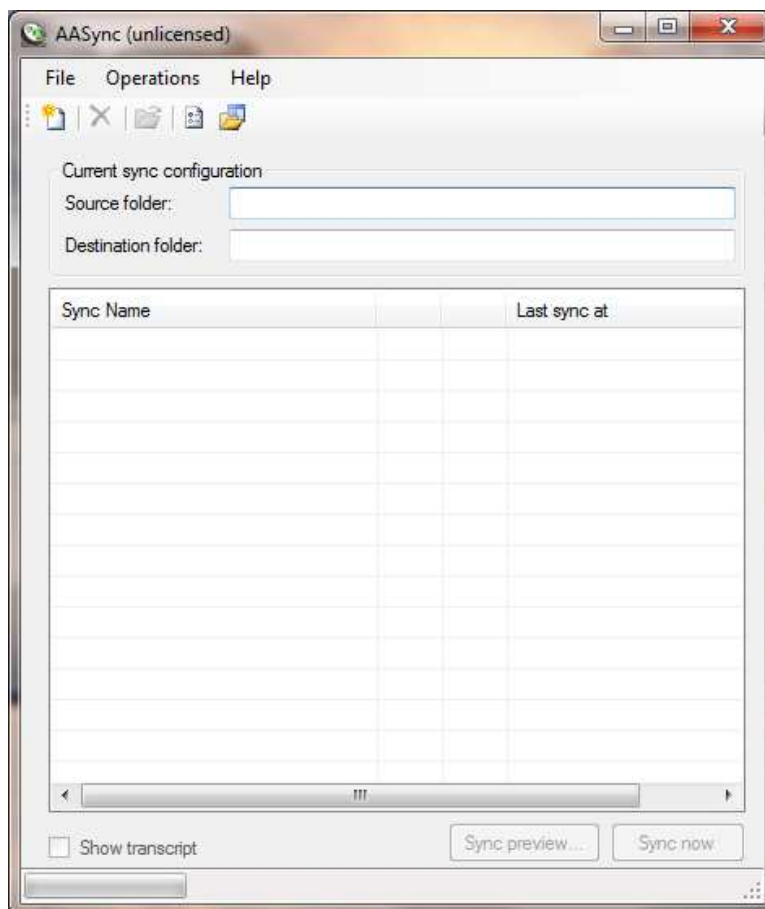 AASync (unlicensed)
File Operations Help
Current sync configuration
Source folder:
Destination folder:
Sync Name Last sync at
Show transcript Sync preview... Sync now